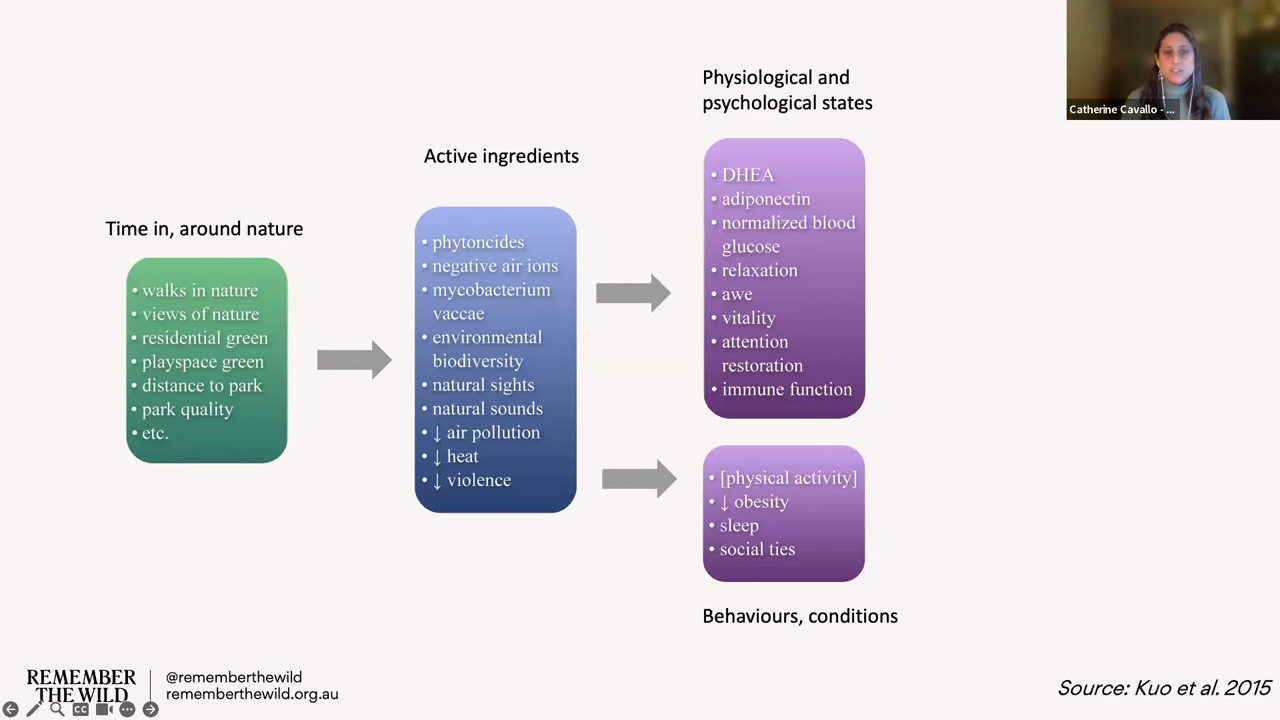 Catherine Cavallo - ...
Physiological and
psychological states
Active ingredients
Time in, around nature
• walks in nature
• views of nature
• residential green
• playspace green
• distance to park
• park quality
• etc.
• phytoncides
• negative air ions
• mycobacterium
vaccae
• environmental
biodiversity
• natural sights
• natural sounds
• ↓ air pollution
• ↓ heat
• ↓ violence
• DHEA
• adiponectin
• normalized blood
glucose
• relaxation
• awe
• vitality
• attention
restoration
• immune function
• [physical activity]
• ↓ obesity
• sleep
• social ties
Behaviours, conditions
REMEMBER
THE WILD
@rememberthewild
rememberthewild.org.au
CC
Source: Kuo et al. 2015